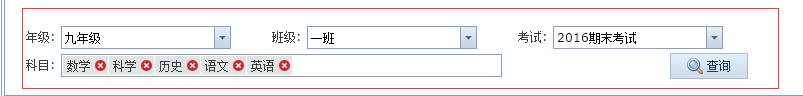 年级: 九年级 班级: 一班 考试: 2016期末考试
科目: 数学 科学 历史 语文 英语 查询